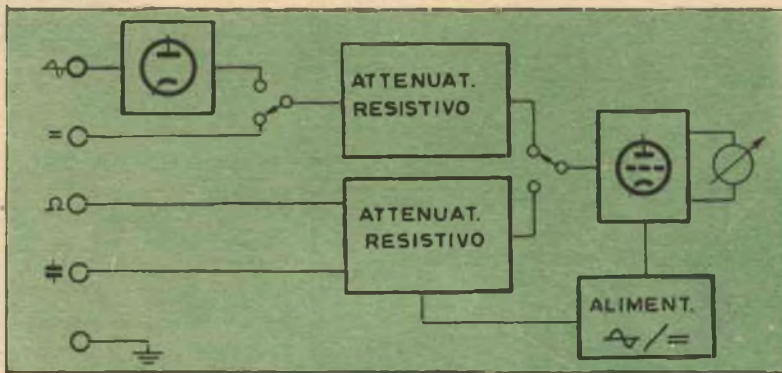 ATTENUAT.
RESISTIVO
=
Ω
ATTENUAT.
RESISTIVO
ALIMENT.
∿/=